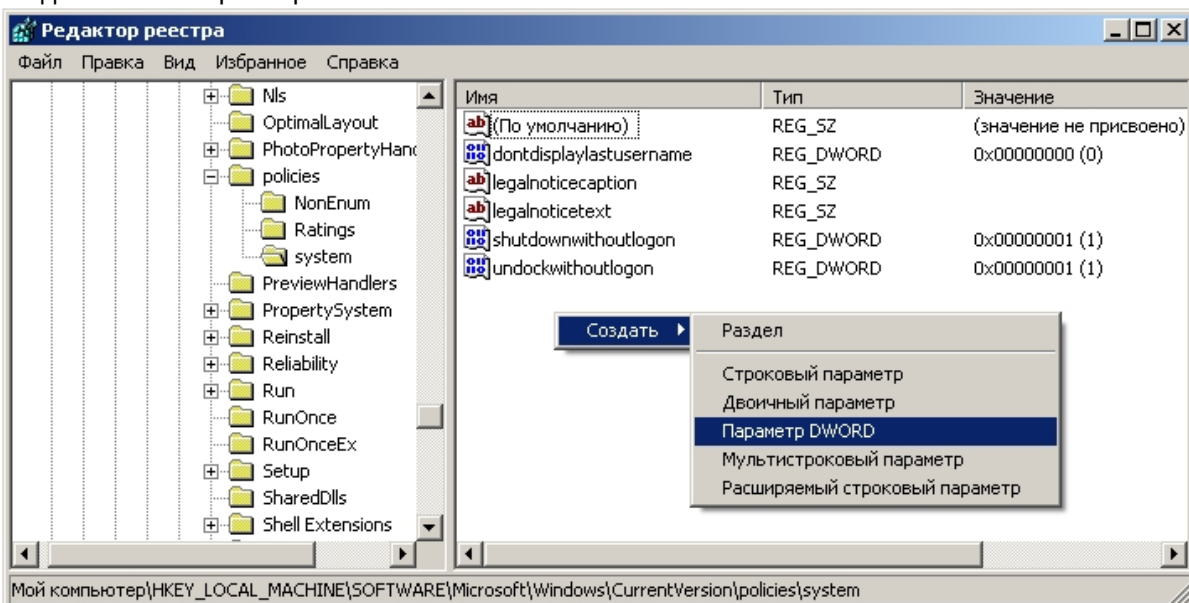 Редактор реестра
Файл Правка Вид Избранное Справка
Nls
OptimalLayout
PhotoPropertyHand
policies
NonEnum
Ratings
system
PreviewHandlers
PropertySystem
Reinstall
Reliability
Run
RunOnce
RunOnceEx
Setup
SharedDlls
Shell Extensions
Имя Тип Значение
(По умолчанию) REG_SZ (значение не присвоено)
dontdisplaylastusername REG_DWORD 0x00000000 (0)
legalnoticecaption REG_SZ
legalnoticetext REG_SZ
shutdownwithoutlogon REG_DWORD 0x00000001 (1)
undockwithoutlogon REG_DWORD 0x00000001 (1)
Создать
Раздел
Строковый параметр
Двоичный параметр
Параметр DWORD
Мультистроковый параметр
Расширяемый строковый параметр
Мой компьютер\HKEY_LOCAL_MACHINE\SOFTWARE\Microsoft\Windows\CurrentVersion\policies\system